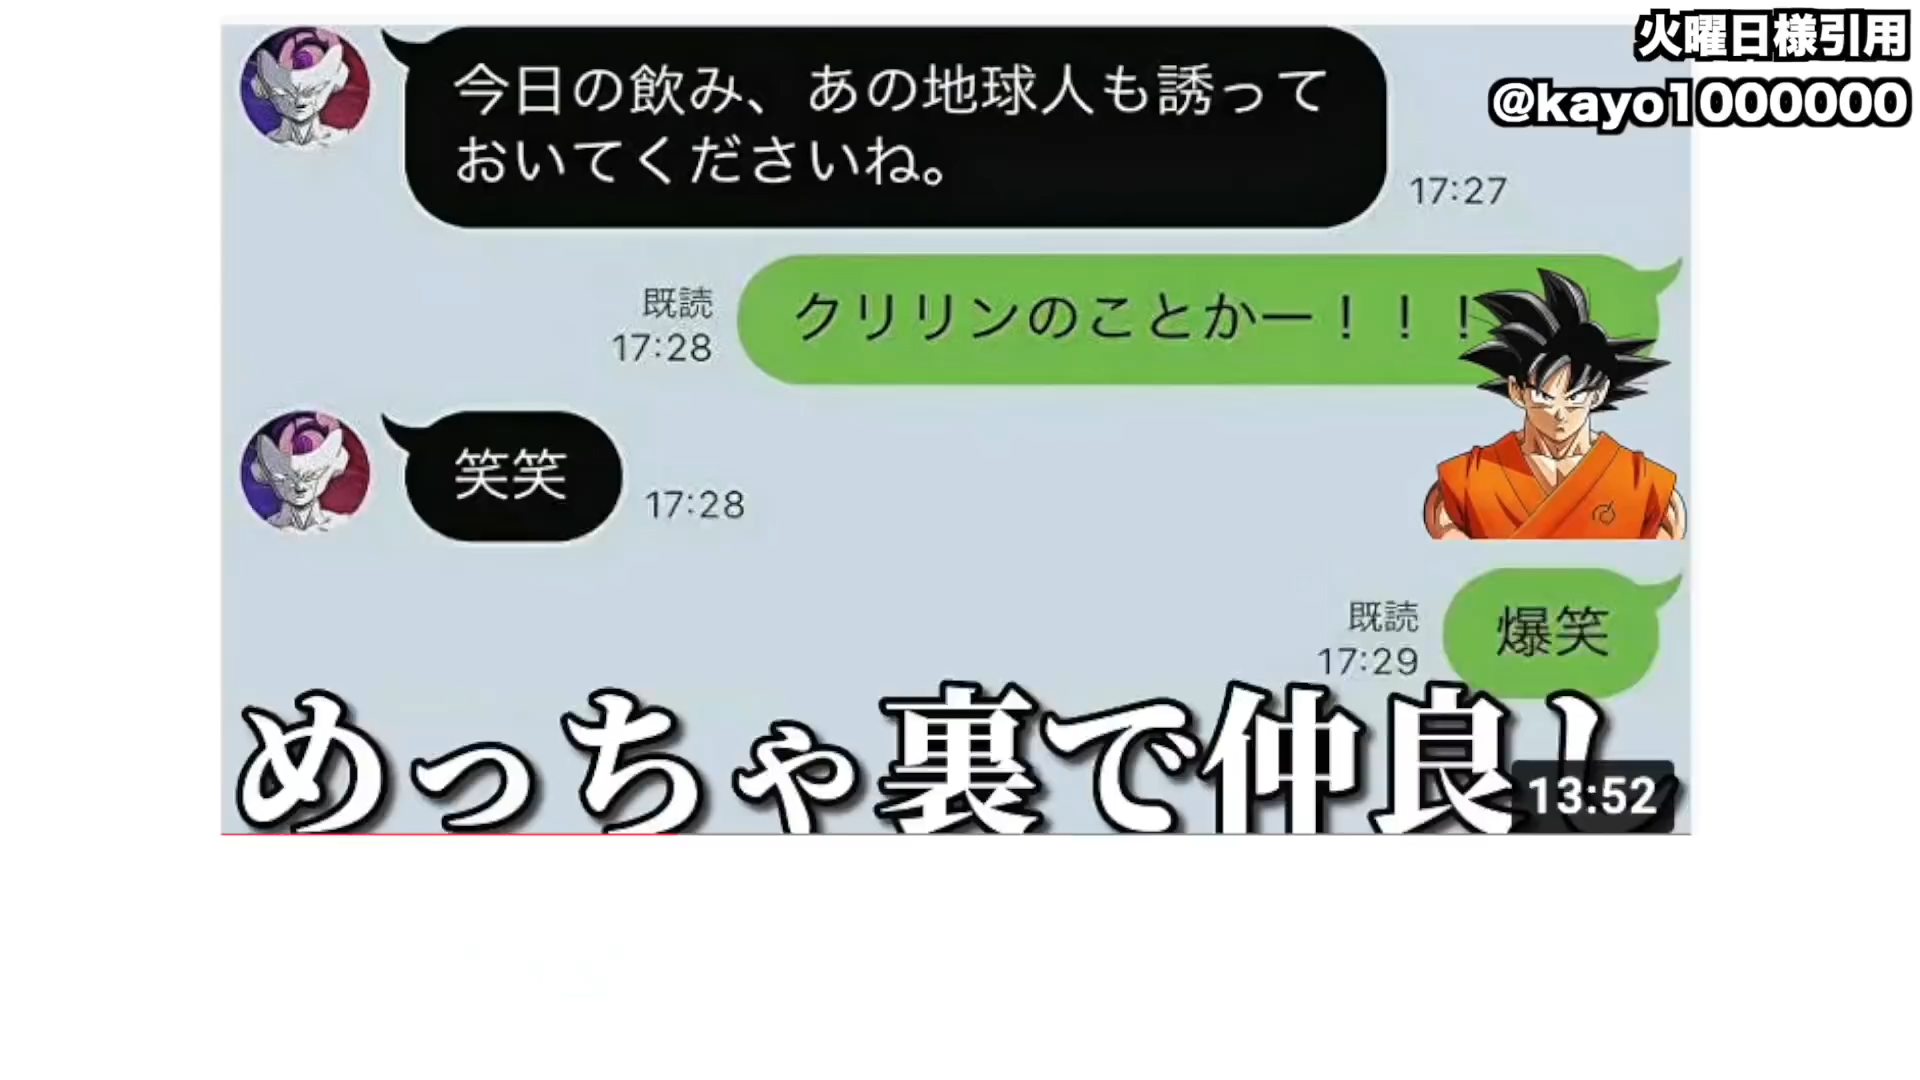 火曜日様引用
@kayo1000000
今日の飲み、あの地球人も誘って
おいてくださいね。
17:27
クリリンのことかー！！！
既読
17:28
笑笑
17:28
爆笑
既読
17:29
めっちゃ裏で仲良し
13:52